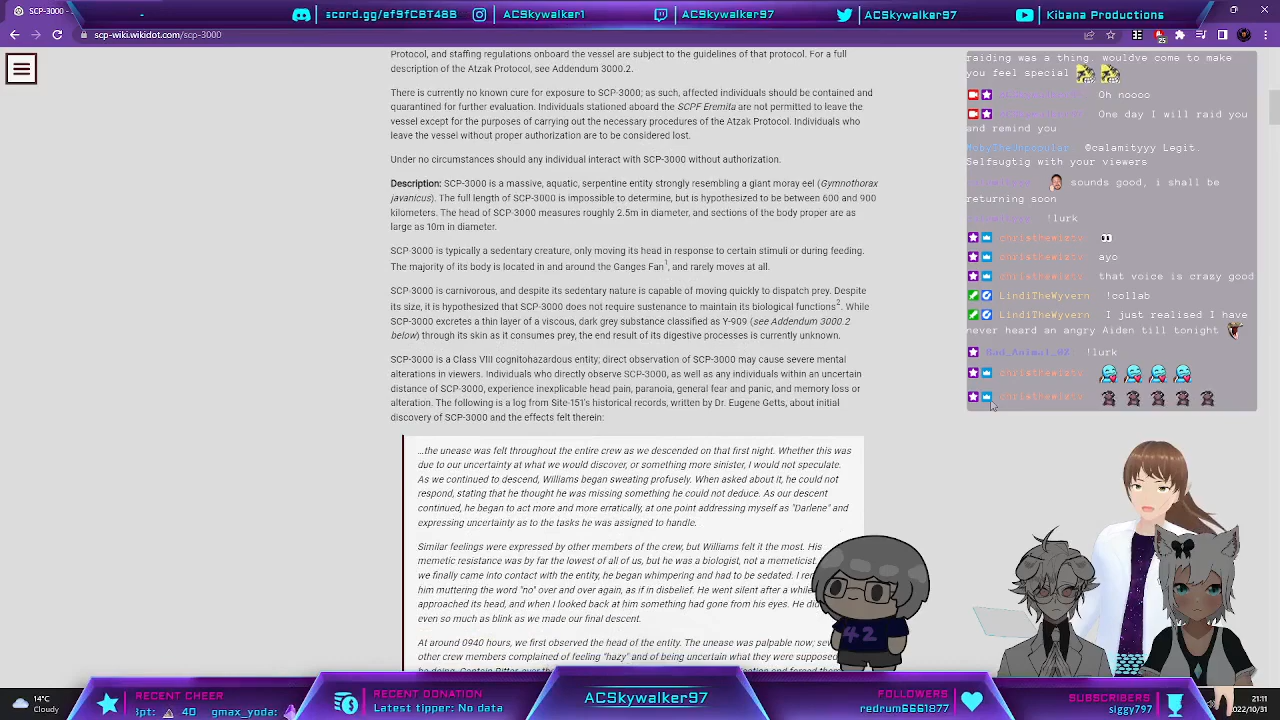 SCP-3000
scord.gg/ef9fCBT486
ACSkywalker1
ACSkywalker97
ACSkywalker97
Kibana Productions
scp-wiki.wikidot.com/scp-3000
Protocol, and staffing regulations onboard the vessel are subject to the guidelines of that protocol. For a full
description of the Atzak Protocol, see Addendum 3000.2.
There is currently no known cure for exposure to SCP-3000; as such, affected individuals should be contained and
quarantined for further evaluation. Individuals stationed aboard the SCPF Eremita are not permitted to leave the
vessel except for the purposes of carrying out the necessary procedures of the Atzak Protocol. Individuals who
leave the vessel without proper authorization are to be considered lost.
Under no circumstances should any individual interact with SCP-3000 without authorization.
Description: SCP-3000 is a massive, aquatic, serpentine entity strongly resembling a giant moray eel (Gymnothorax
javanicus). The full length of SCP-3000 is impossible to determine, but is hypothesized to be between 600 and 900
kilometers. The head of SCP-3000 measures roughly 2.5m in diameter, and sections of the body proper are as
large as 10m in diameter.
SCP-3000 is typically a sedentary creature, only moving its head in response to certain stimuli or during feeding.
The majority of its body is located in and around the Ganges Fan1, and rarely moves at all.
SCP-3000 is carnivorous, and despite its sedentary nature is capable of moving quickly to dispatch prey. Despite
its size, it is hypothesized that SCP-3000 does not require sustenance to maintain its biological functions2. While
SCP-3000 excretes a thin layer of a viscous, dark grey substance classified as Y-909 (see Addendum 3000.2
below) through its skin as it consumes prey, the end result of its digestive processes is currently unknown.
SCP-3000 is a Class VIII cognitohazardous entity; direct observation of SCP-3000 may cause severe mental
alterations in viewers. Individuals who directly observe SCP-3000, as well as any individuals within an uncertain
distance of SCP-3000, experience inexplicable head pain, paranoia, general fear and panic, and memory loss or
alteration. The following is a log from Site-151's historical records, written by Dr. Eugene Getts, about initial
discovery of SCP-3000 and the effects felt therein:
…the unease was felt throughout the entire crew as we descended on that first night. Whether this was
due to our uncertainty at what we would discover, or something more sinister, I would not speculate.
As we continued to descend, Williams began sweating profusely. When asked about it, he could not
respond, stating that he thought he was missing something he could not deduce. As our descent
continued, he began to act more and more erratically, at one point addressing myself as "Darlene" and
expressing uncertainty as to the tasks he was assigned to handle.
Similar feelings were expressed by other members of the crew, but Williams felt it the most. His
memetic resistance was by far the lowest of all of us, but he was a biologist, not a memeticist.
we finally came into contact with the entity, he began whimpering and had to be sedated. I
him muttering the word "no" over and over again, as if in disbelief. He went silent after a while
approached its head, and when I looked back at him something had gone from his eyes. He
even so much as blink as we made our final descent.
At around 0940 hours, we first observed the head of the entity. The unease was palpable now;
other crew members complained of feeling "hazy" and of being uncertain what they were supposed
raiding was a thing. wouldve come to make
you feel special
Oh noooo
One day I will raid you
and remind you
@calamityyy Legit.
Selfsugtig with your viewers
sounds good, i shall be
returning soon
!lurk
christhewiztv
christhewiztv ayo
christhewiztv that voice is crazy good
LindiTheWyvern !collab
LindiTheWyvern I just realised I have
never heard an angry Aiden till tonight
!lurk
christhewiztv
christhewiztv
42
RECENT CHEER
3pt: 40 gmax_yoda:
RECENT DONATION
Latest tipper: No data
ACSkywalker97
FOLLOWERS
redrum6661877
SUBSCRIBERS
siggy797
14°C
Cloudy
21:11
2022/10/31